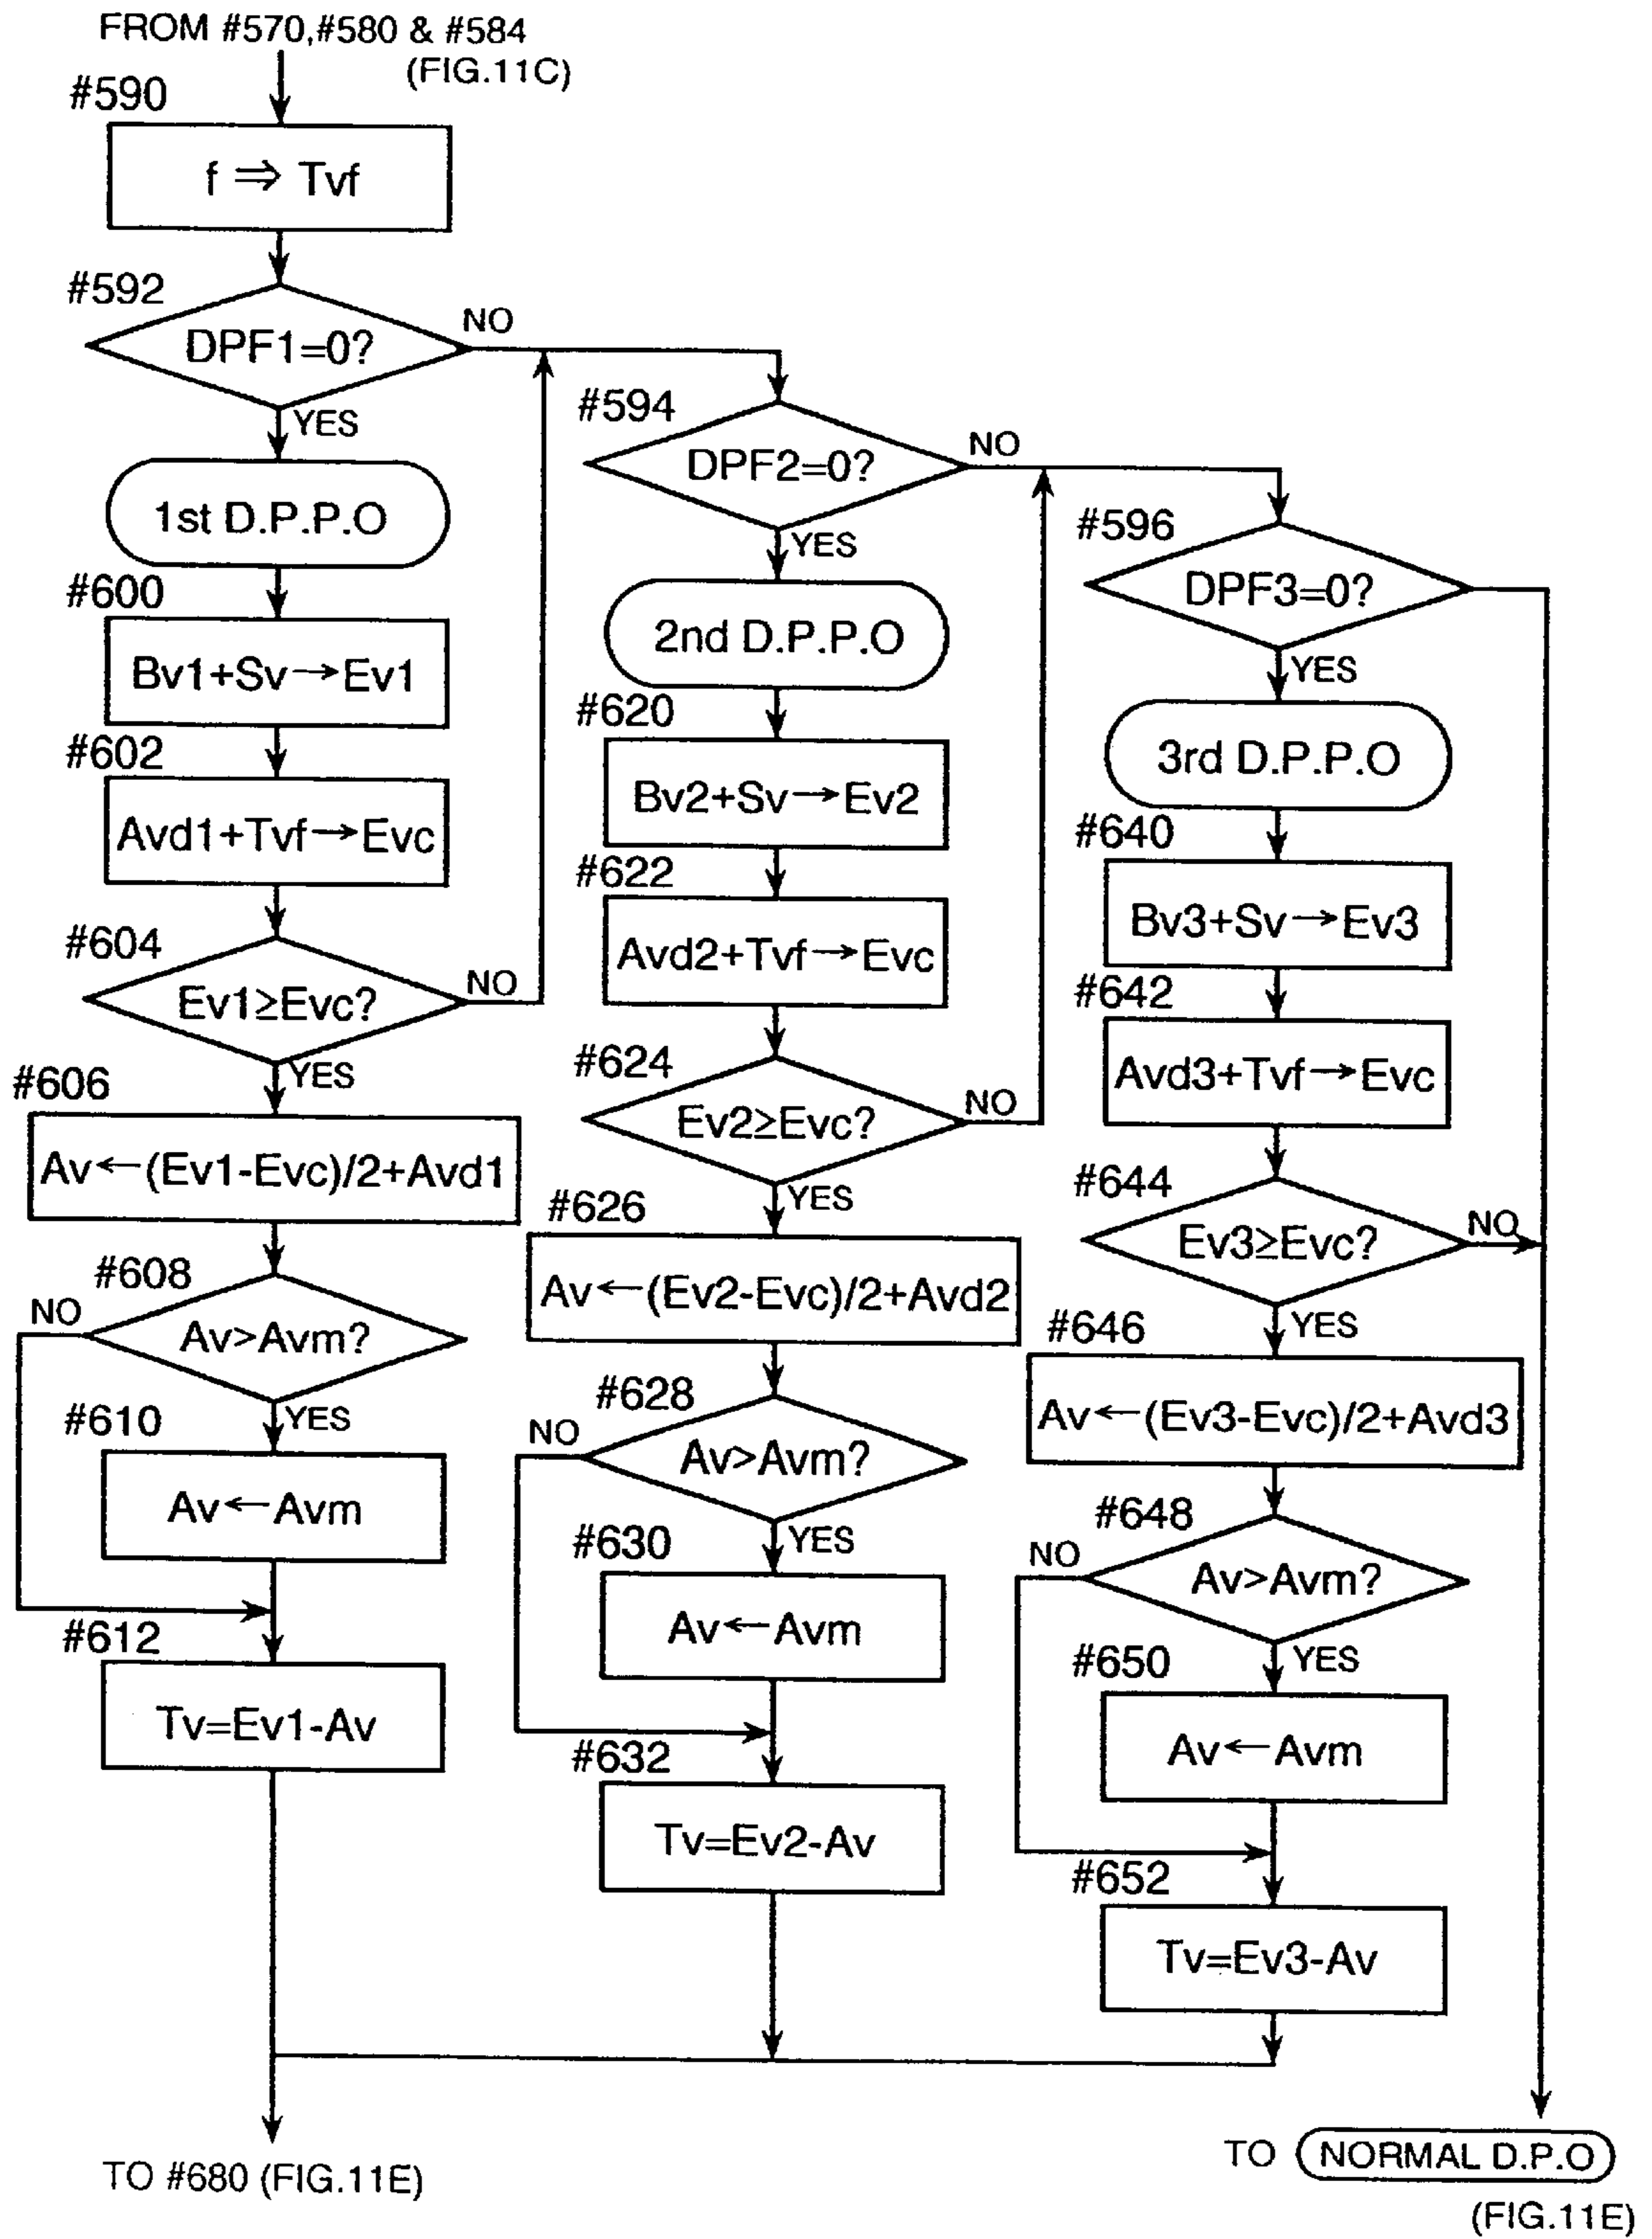 FROM #570,#580 & #584
(FIG.11C)
#590
f ⇒ Tvf
#592
DPF1=0?
NO
YES
1st D.P.P.O
#600
Bv1+Sv→Ev1
#602
Avd1+Tvf→Evc
#604
Ev1≥Evc?
NO
YES
#606
Av←(Ev1-Evc)/2+Avd1
#608
NO
Av>Avm?
YES
#610
Av←Avm
#612
Tv=Ev1-Av
TO #680 (FIG.11E)
#594
DPF2=0?
NO
YES
2nd D.P.P.O
#620
Bv2+Sv→Ev2
#622
Avd2+Tvf→Evc
#624
Ev2≥Evc?
NO
YES
#626
Av←(Ev2-Evc)/2+Avd2
#628
NO
Av>Avm?
YES
#630
Av←Avm
#632
Tv=Ev2-Av
#596
DPF3=0?
YES
3rd D.P.P.O
#640
Bv3+Sv→Ev3
#642
Avd3+Tvf→Evc
#644
Ev3≥Evc?
NO
YES
#646
Av←(Ev3-Evc)/2+Avd3
#648
NO
Av>Avm?
YES
#650
Av←Avm
#652
Tv=Ev3-Av
TO NORMAL D.P.O
(FIG.11E)